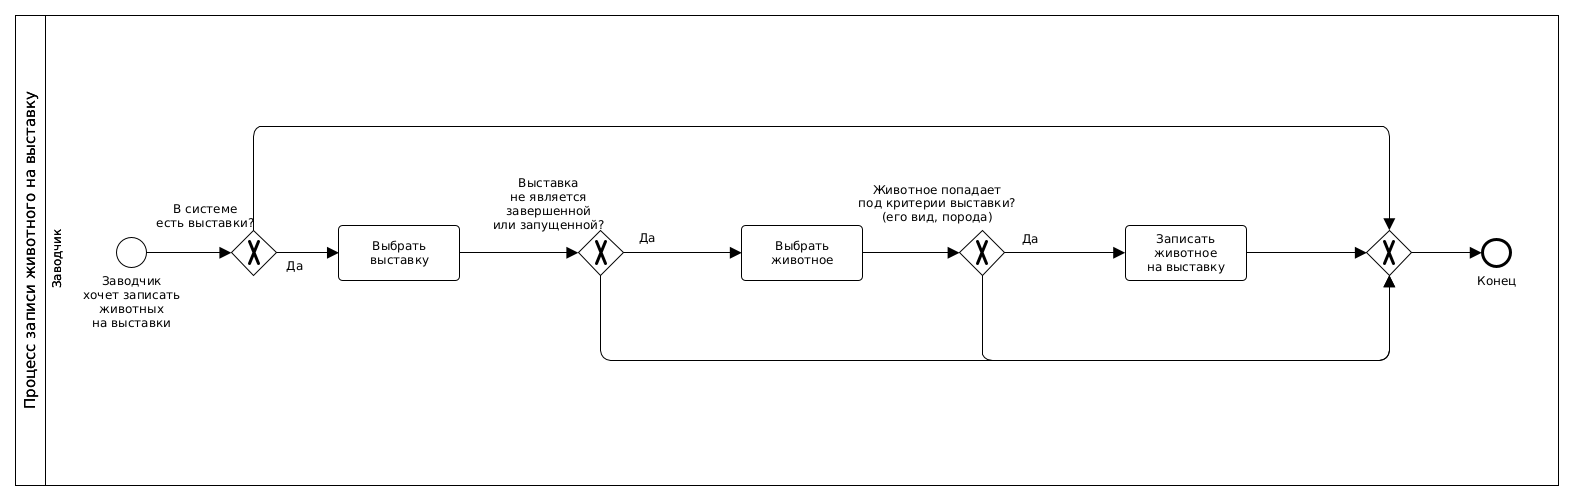 Процесс записи животного на выставку
Заводчик
Заводчик
хочет записать
животных
на выставки
В системе
есть выставки?
Да
Выбрать
выставку
Выставка
не является
завершенной
или запущенной?
Да
Выбрать
животное
Животное попадает
под критерии выставки?
(его вид, порода)
Да
Записать
животное
на выставку
Конец